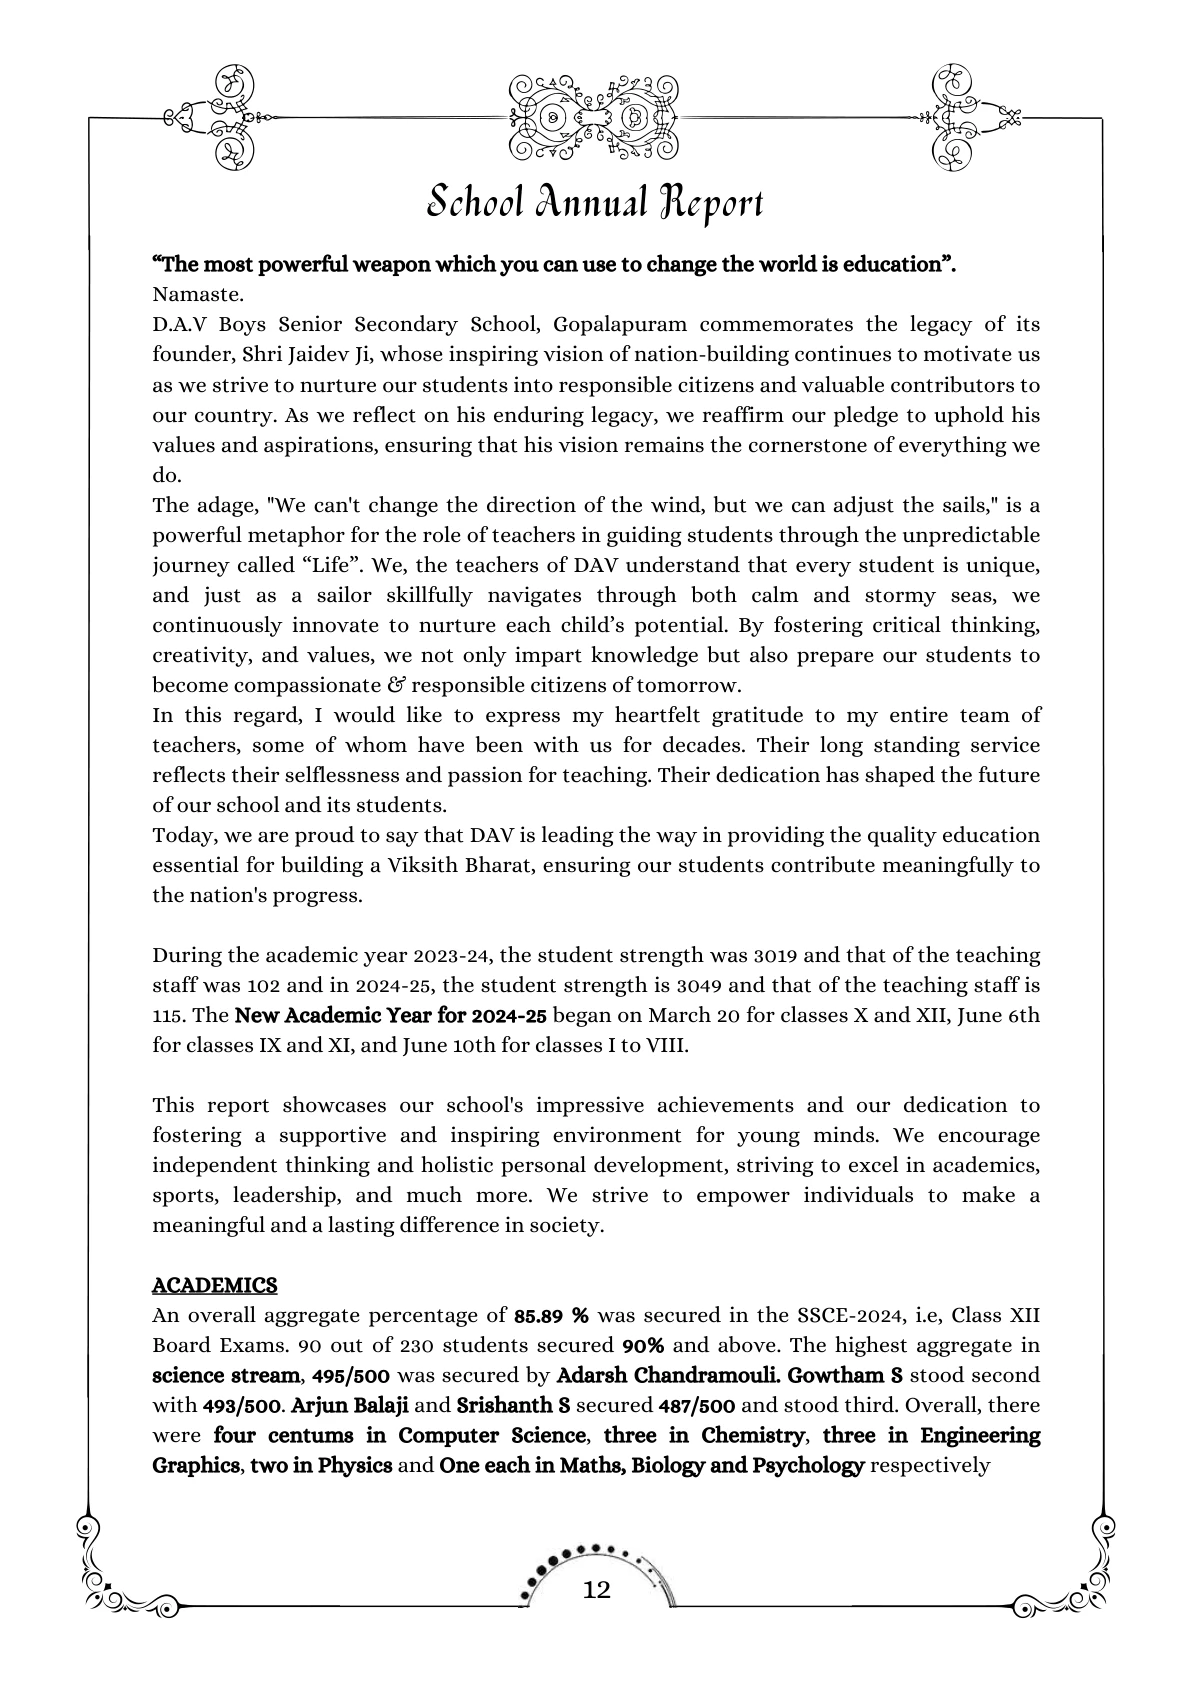 School Annual Report
“The most powerful weapon which you can use to change the world is education”.
Namaste.
D.A.V Boys Senior Secondary School, Gopalapuram commemorates the legacy of its
founder, Shri Jaidev Ji, whose inspiring vision of nation-building continues to motivate us
as we strive to nurture our students into responsible citizens and valuable contributors to
our country. As we reflect on his enduring legacy, we reaffirm our pledge to uphold his
values and aspirations, ensuring that his vision remains the cornerstone of everything we
do.
The adage, "We can't change the direction of the wind, but we can adjust the sails," is a
powerful metaphor for the role of teachers in guiding students through the unpredictable
journey called “Life”. We, the teachers of DAV understand that every student is unique,
and just as a sailor skillfully navigates through both calm and stormy seas, we
continuously innovate to nurture each child’s potential. By fostering critical thinking,
creativity, and values, we not only impart knowledge but also prepare our students to
become compassionate & responsible citizens of tomorrow.
In this regard, I would like to express my heartfelt gratitude to my entire team of
teachers, some of whom have been with us for decades. Their long standing service
reflects their selflessness and passion for teaching. Their dedication has shaped the future
of our school and its students.
Today, we are proud to say that DAV is leading the way in providing the quality education
essential for building a Viksith Bharat, ensuring our students contribute meaningfully to
the nation's progress.
During the academic year 2023-24, the student strength was 3019 and that of the teaching
staff was 102 and in 2024-25, the student strength is 3049 and that of the teaching staff is
115. The New Academic Year for 2024-25 began on March 20 for classes X and XII, June 6th
for classes IX and XI, and June 10th for classes I to VIII.
This report showcases our school's impressive achievements and our dedication to
fostering a supportive and inspiring environment for young minds. We encourage
independent thinking and holistic personal development, striving to excel in academics,
sports, leadership, and much more. We strive to empower individuals to make a
meaningful and a lasting difference in society.
ACADEMICS
An overall aggregate percentage of 85.89 % was secured in the SSCE-2024, i.e, Class XII
Board Exams. 90 out of 230 students secured 90% and above. The highest aggregate in
science stream, 495/500 was secured by Adarsh Chandramouli. Gowtham S stood second
with 493/500. Arjun Balaji and Srishanth S secured 487/500 and stood third. Overall, there
were four centums in Computer Science, three in Chemistry, three in Engineering
Graphics, two in Physics and One each in Maths, Biology and Psychology respectively
12